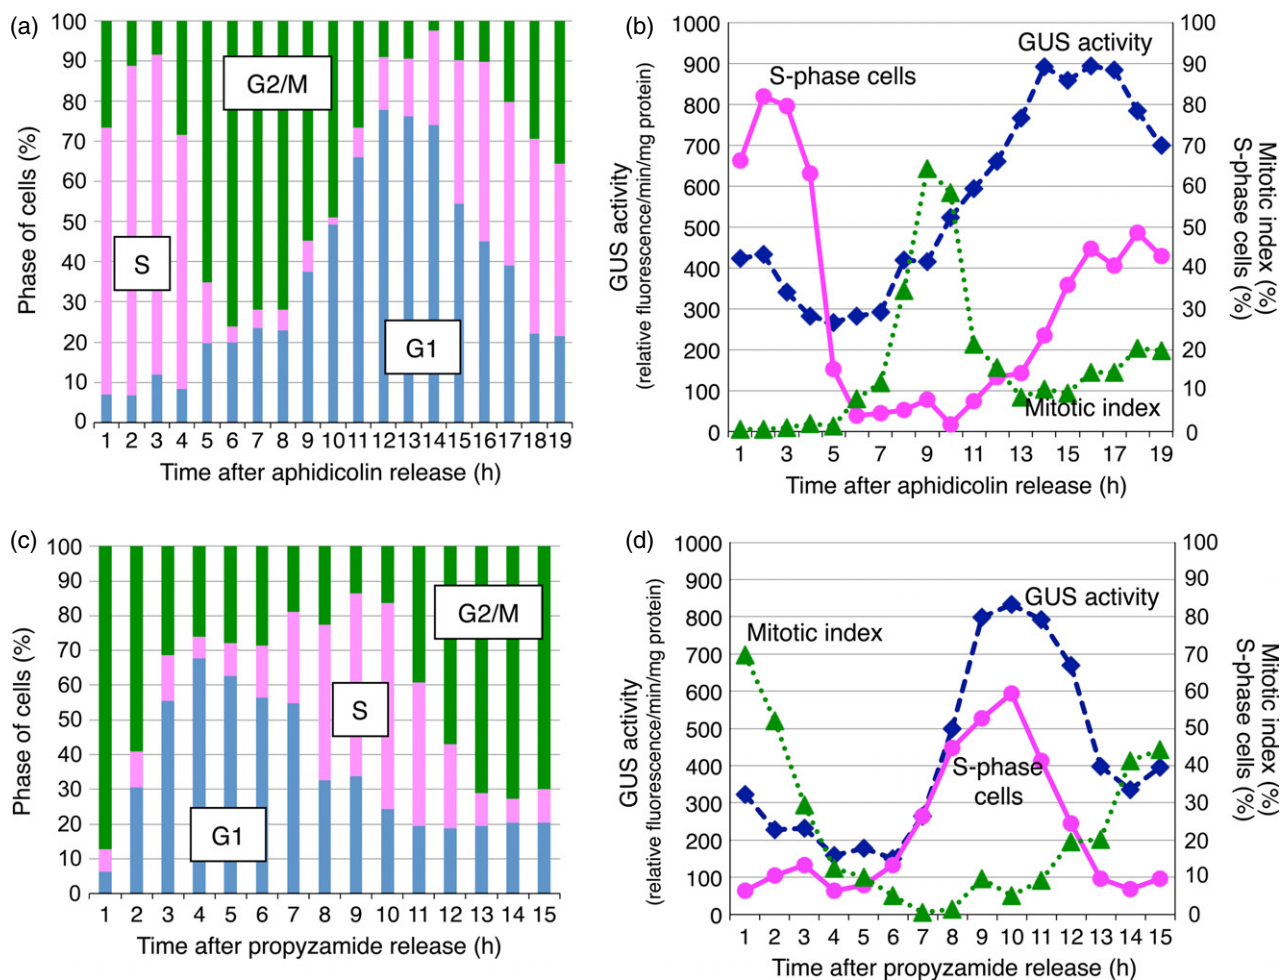 (a)
100
90
80
70
60
50
40
30
20
10
0
Phase of cells (%)
G2/M
S
G1
1 2 3 4 5 6 7 8 9 10 11 12 13 14 15 16 17 18 19
Time after aphidicolin release (h)
(b)
1000
900
800
700
600
500
400
300
200
100
0
GUS activity
(relative fluorescence/min/mg protein)
GUS activity
S-phase cells
Mitotic index
100
90
80
70
60
50
40
30
20
10
0
Mitotic index (%)
S-phase cells (%)
1 3 5 7 9 11 13 15 17 19
Time after aphidicolin release (h)
(c)
100
90
80
70
60
50
40
30
20
10
0
Phase of cells (%)
G2/M
S
G1
1 2 3 4 5 6 7 8 9 10 11 12 13 14 15
Time after propyzamide release (h)
(d)
1000
900
800
700
600
500
400
300
200
100
0
GUS activity
(relative fluorescence/min/mg protein)
GUS activity
Mitotic index
S-phase
cells
100
90
80
70
60
50
40
30
20
10
0
Mitotic index (%)
S-phase cells (%)
1 2 3 4 5 6 7 8 9 10 11 12 13 14 15
Time after propyzamide release (h)